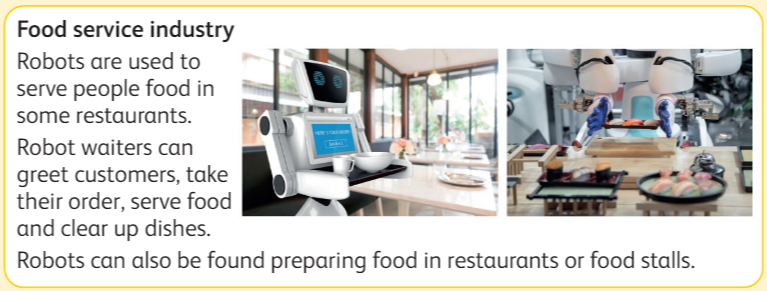 Food service industry
Robots are used to
serve people food in
some restaurants.
Robot waiters can
greet customers, take
their order, serve food
and clear up dishes.
Robots can also be found preparing food in restaurants or food stalls.